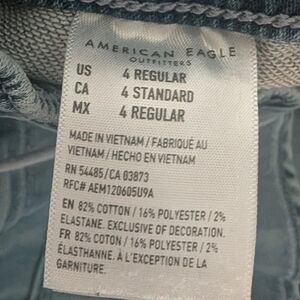 AMERICAN EAGLE
OUTFITTERS
US 4 REGULAR
CA 4 STANDARD
MX 4 REGULAR
MADE IN VIETNAM / FABRIQUÉ AU
VIETNAM / HECHO EN VIETNAM
RN 54485/CA 03873
RFC# AEM120605U9A
EN 82% COTTON / 16% POLYESTER / 2%
ELASTANE. EXCLUSIVE OF DECORATION.
FR 82% COTON / 16% POLYESTER / 2%
ÉLASTHANNE. À L'EXCEPTION DE LA
GARNITURE.